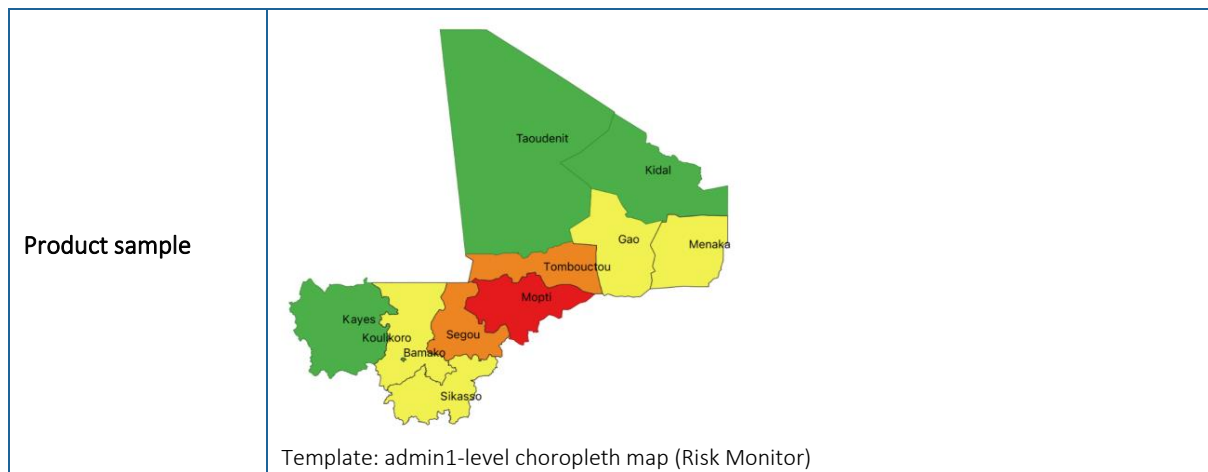 Product sample
Taoudenit
Kidal
Gao
Menaka
Tombouctou
Mopti
Kayes
Koulikoro
Segou
Bamako
Sikasso
Template: admin1-level choropleth map (Risk Monitor)